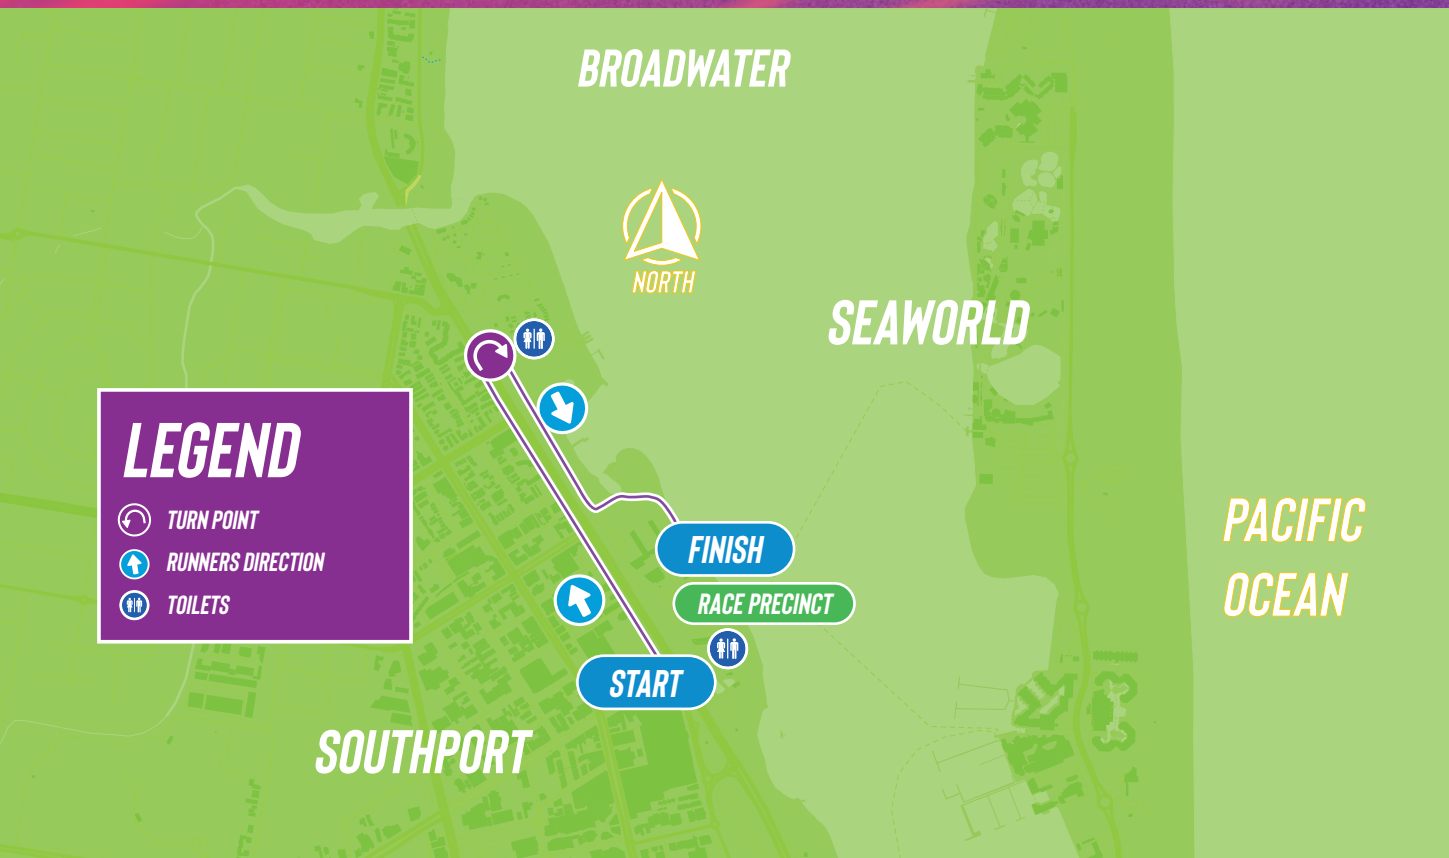 BROADWATER
NORTH
SEAWORLD
LEGEND
TURN POINT
RUNNERS DIRECTION
TOILETS
PACIFIC
OCEAN
FINISH
RACE PRECINCT
START
SOUTHPORT